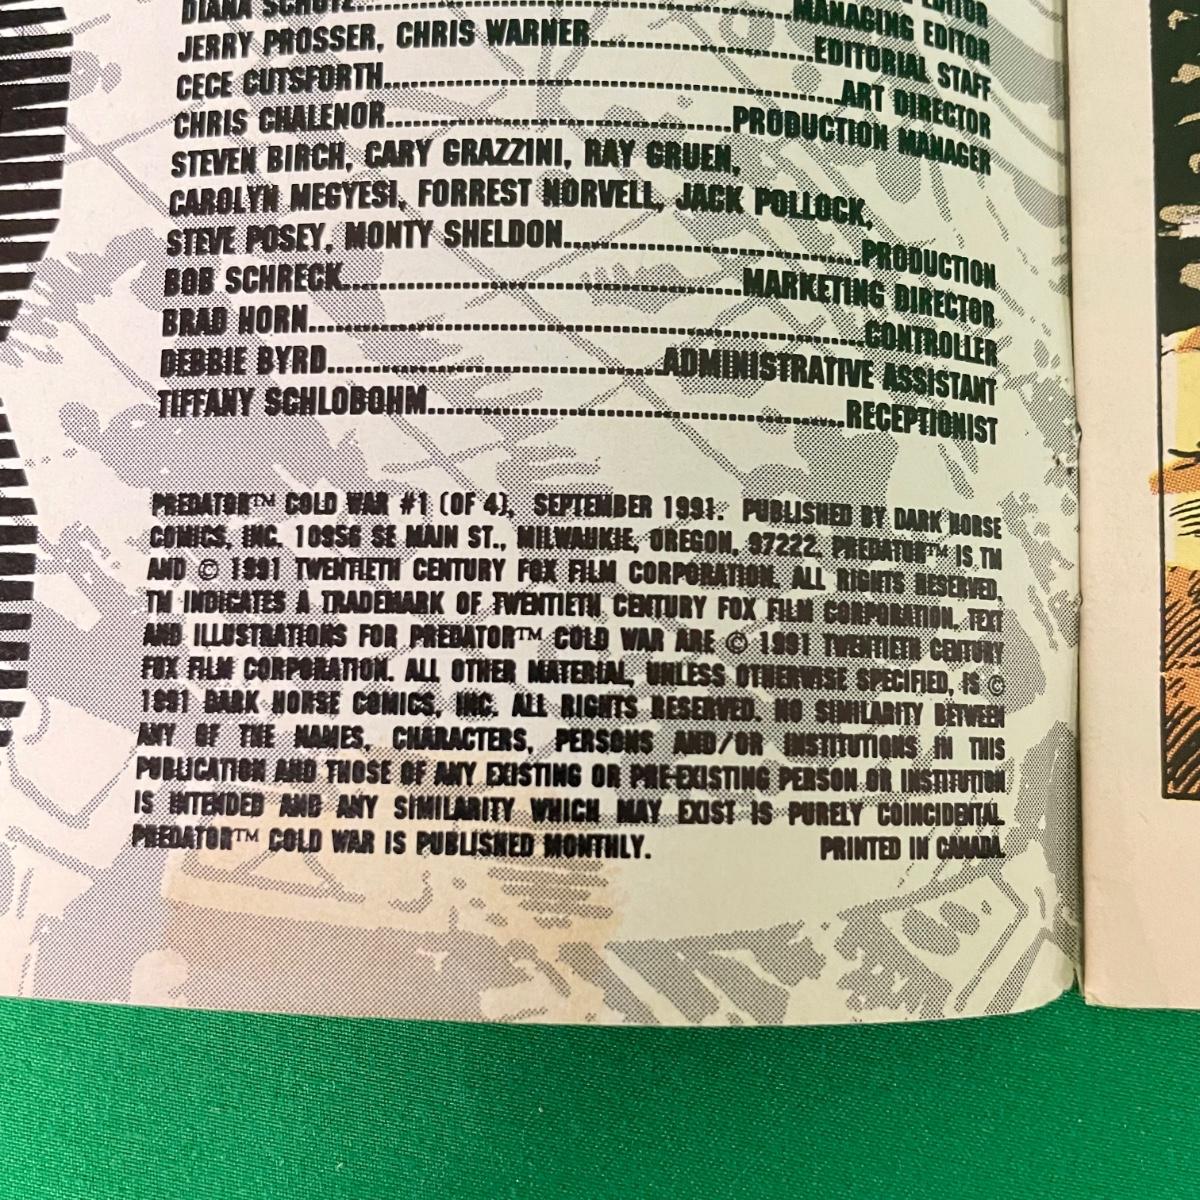 DIANA SCHUTZ..........MANAGING EDITOR
JERRY PROSSER, CHRIS WARNER..........EDITORIAL STAFF
CECE CUTSFORTH..........ART DIRECTOR
CHRIS CHALENOR..........PRODUCTION MANAGER
STEVEN BIRCH, CARY GRAZZINI, RAY GRUEN,
CAROLYN MEGYESI, FORREST NORVELL, JACK POLLOCK,
STEVE POSEY, MONTY SHELDON..........PRODUCTION
BOB SCHRECK..........MARKETING DIRECTOR
BRAD HORN..........CONTROLLER
DEBBIE BYRD..........ADMINISTRATIVE ASSISTANT
TIFFANY SCHLOBOHM..........RECEPTIONIST
PREDATOR™ COLD WAR #1 (OF 4), SEPTEMBER 1991. PUBLISHED BY DARK HORSE
COMICS, INC. 10956 SE MAIN ST., MILWAUKIE, OREGON, 97222. PREDATOR™ IS TM
AND © 1991 TWENTIETH CENTURY FOX FILM CORPORATION. ALL RIGHTS RESERVED.
TM INDICATES A TRADEMARK OF TWENTIETH CENTURY FOX FILM CORPORATION. TEXT
AND ILLUSTRATIONS FOR PREDATOR™ COLD WAR ARE © 1991 TWENTIETH CENTURY
FOX FILM CORPORATION. ALL OTHER MATERIAL, UNLESS OTHERWISE SPECIFIED, IS ©
1991 DARK HORSE COMICS, INC. ALL RIGHTS RESERVED. NO SIMILARITY BETWEEN
ANY OF THE NAMES, CHARACTERS, PERSONS AND/OR INSTITUTIONS IN THIS
PUBLICATION AND THOSE OF ANY EXISTING OR PRE-EXISTING PERSON OR INSTITUTION
IS INTENDED AND ANY SIMILARITY WHICH MAY EXIST IS PURELY COINCIDENTAL.
PREDATOR™ COLD WAR IS PUBLISHED MONTHLY. PRINTED IN CANADA.